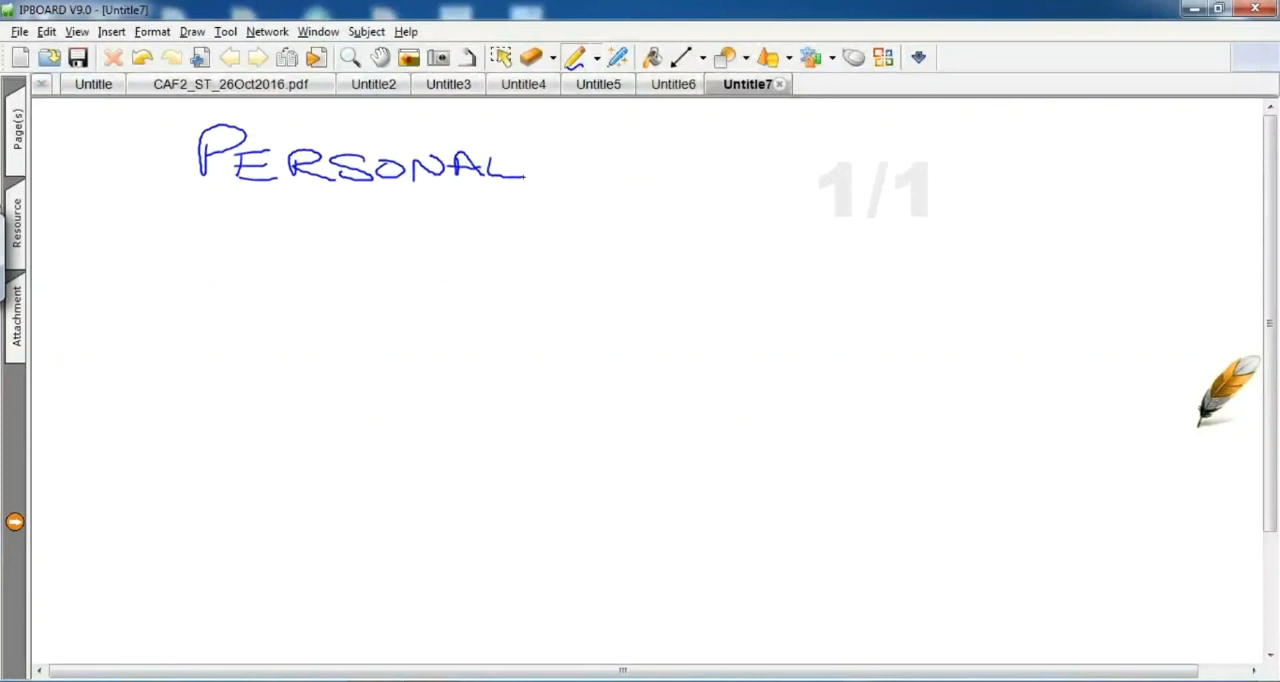 IPBOARD V9.0 - [Untitle7]
File Edit View Insert Format Draw Tool Network Window Subject Help
Untitle CAF2_ST_26Oct2016.pdf Untitle2 Untitle3 Untitle4 Untitle5 Untitle6 Untitle7
Page(s)
Resource
Attachment
PERSONAL
1/1